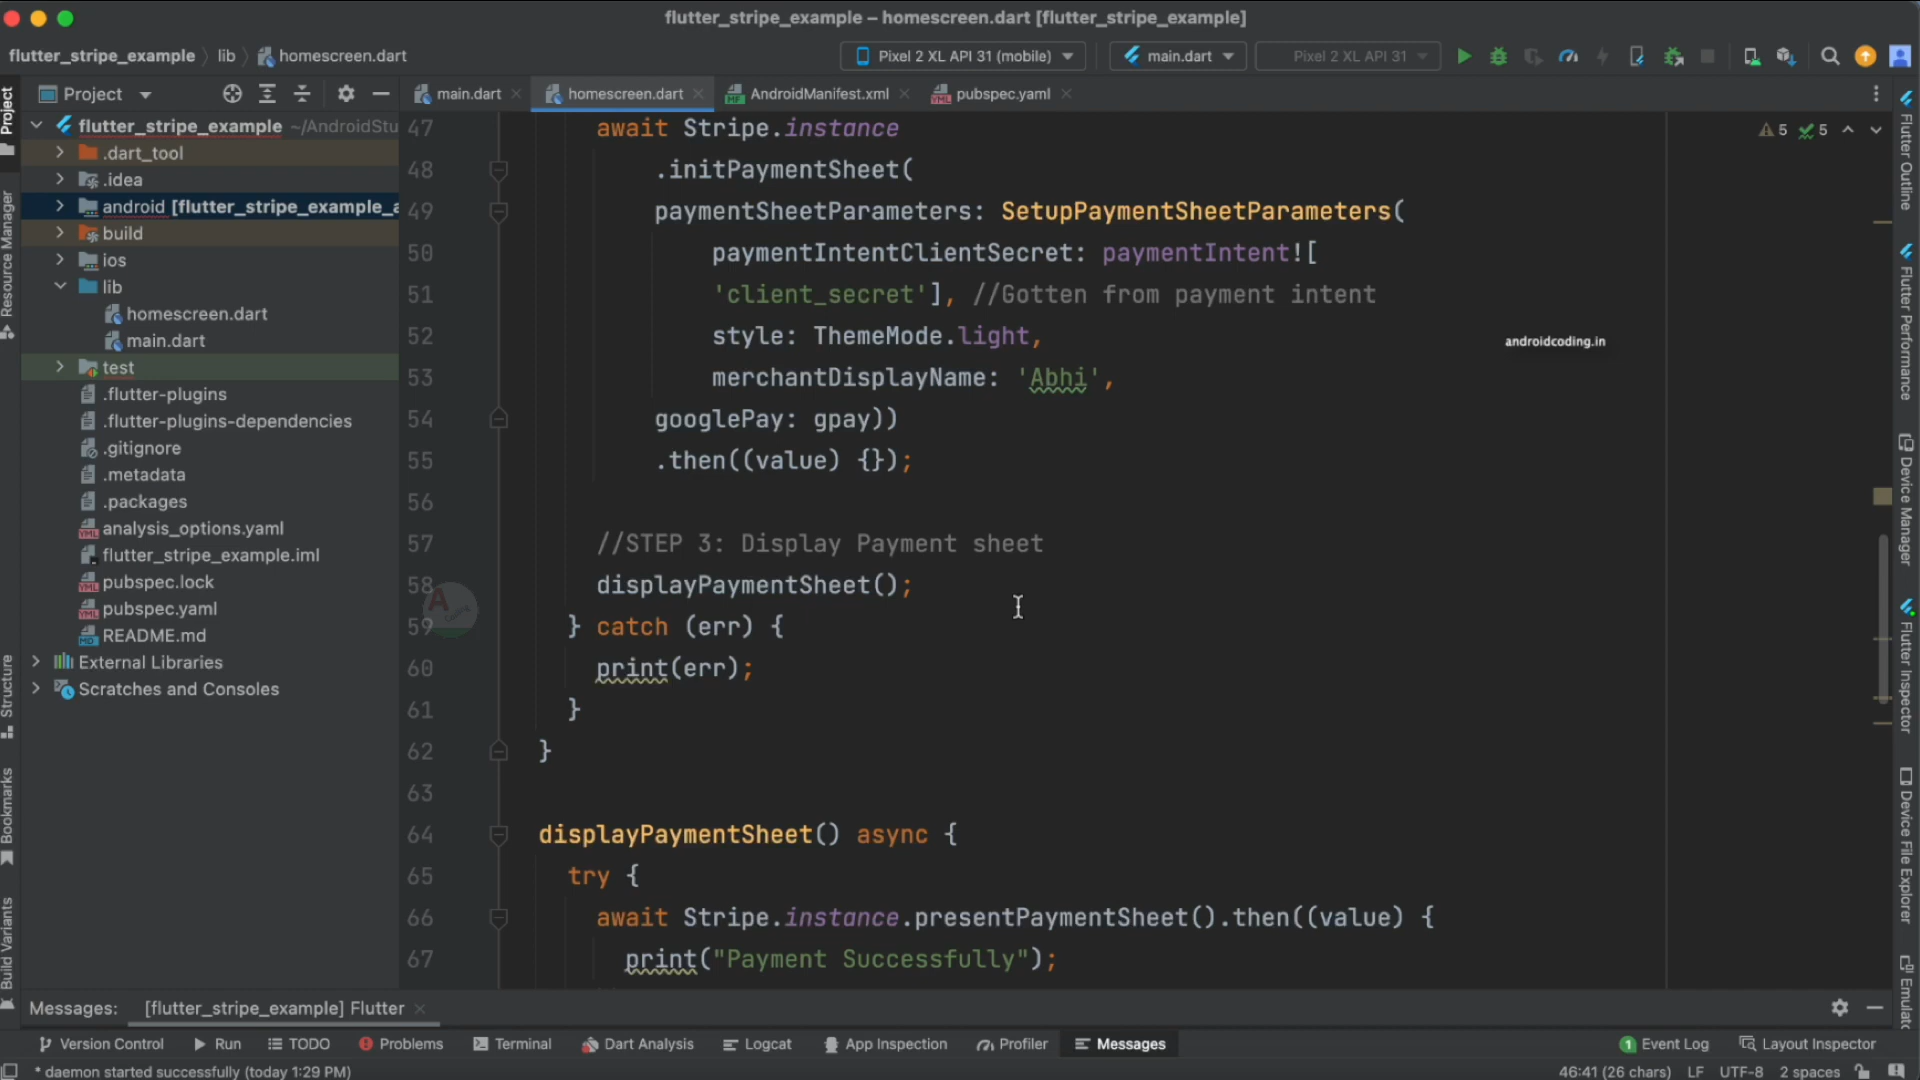 flutter_stripe_example – homescreen.dart [flutter_stripe_example]
flutter_stripe_example
lib
homescreen.dart
Pixel 2 XL API 31 (mobile)
main.dart
Pixel 2 XL API 31
Project
main.dart
homescreen.dart
AndroidManifest.xml
pubspec.yaml
Project
Resource Manager
Structure
Bookmarks
Build Variants
flutter_stripe_example ~/AndroidStu
.dart_tool
.idea
android [flutter_stripe_example_a
build
ios
lib
homescreen.dart
main.dart
test
.flutter-plugins
.flutter-plugins-dependencies
.gitignore
.metadata
.packages
analysis_options.yaml
flutter_stripe_example.iml
pubspec.lock
pubspec.yaml
README.md
External Libraries
Scratches and Consoles
5 5
47 await Stripe.instance
48 .initPaymentSheet(
49 paymentSheetParameters: SetupPaymentSheetParameters(
50 paymentIntentClientSecret: paymentIntent![
51 'client_secret'], //Gotten from payment intent
52 style: ThemeMode.light,
androidcoding.in
53 merchantDisplayName: 'Abhi',
54 googlePay: gpay))
55 .then((value) {});
56
57 //STEP 3: Display Payment sheet
58 displayPaymentSheet();
59 } catch (err) {
60 print(err);
61 }
62 }
63
64 displayPaymentSheet() async {
65 try {
66 await Stripe.instance.presentPaymentSheet().then((value) {
67 print("Payment Successfully");
Flutter Outline
Flutter Performance
Device Manager
Flutter Inspector
Device File Explorer
Emulato
Messages: [flutter_stripe_example] Flutter
Version Control
Run
TODO
Problems
Terminal
Dart Analysis
Logcat
App Inspection
Profiler
Messages
1 Event Log
Layout Inspector
* daemon started successfully (today 1:29 PM)
46:41 (26 chars) LF UTF-8 2 spaces